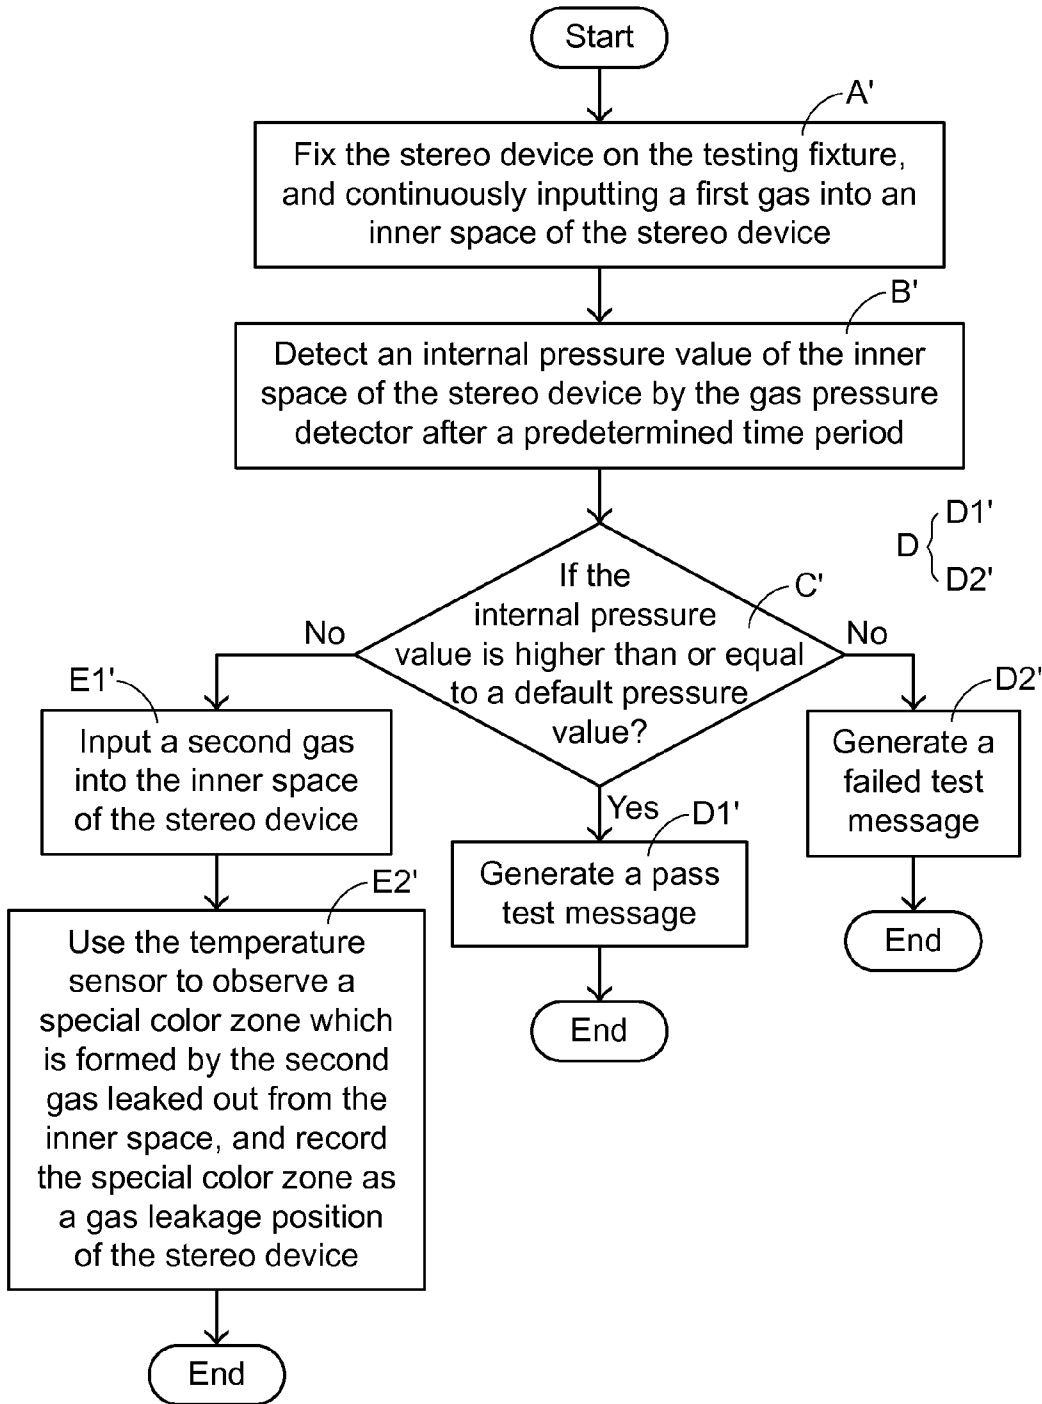 Start
A'
Fix the stereo device on the testing fixture,
and continuously inputting a first gas into an
inner space of the stereo device
B'
Detect an internal pressure value of the inner
space of the stereo device by the gas pressure
detector after a predetermined time period
D1'
D
D2'
C'
If the
internal pressure
value is higher than or equal
to a default pressure
value?
No
No
E1'
Input a second gas
into the inner space
of the stereo device
Yes
D1'
Generate a pass
test message
End
D2'
Generate a
failed test
message
End
E2'
Use the temperature
sensor to observe a
special color zone which
is formed by the second
gas leaked out from the
inner space, and record
the special color zone as
a gas leakage position
of the stereo device
End